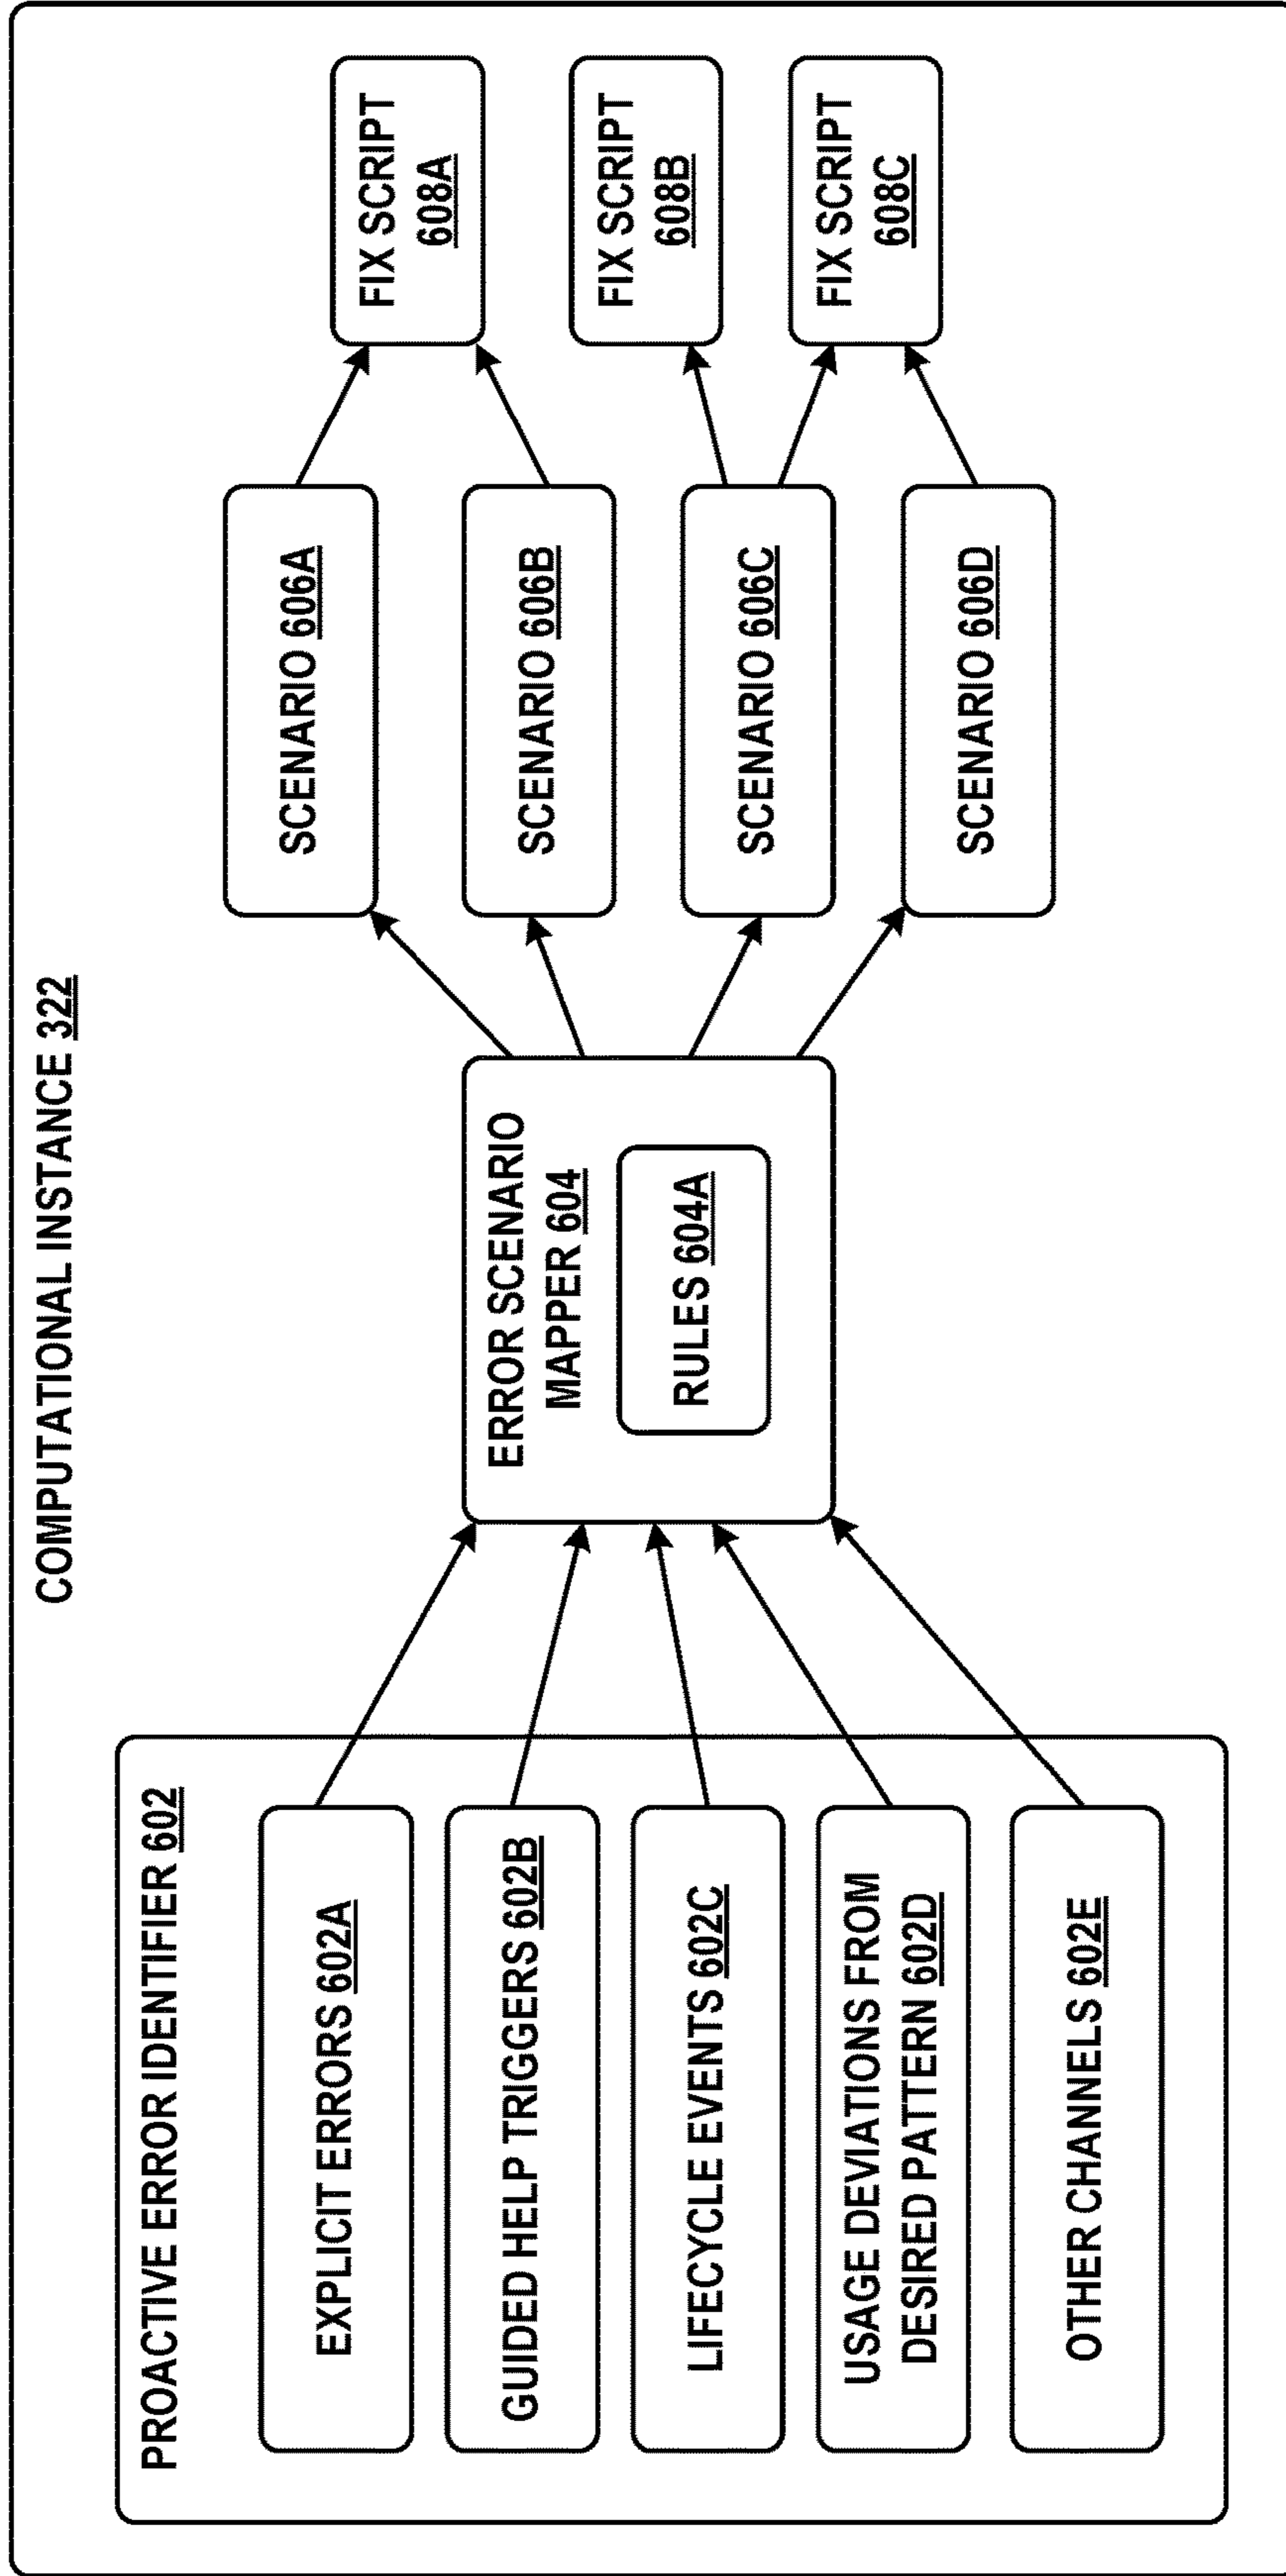 COMPUTATIONAL INSTANCE 322
PROACTIVE ERROR IDENTIFIER 602
EXPLICIT ERRORS 602A
GUIDED HELP TRIGGERS 602B
LIFECYCLE EVENTS 602C
USAGE DEVIATIONS FROM
DESIRED PATTERN 602D
OTHER CHANNELS 602E
ERROR SCENARIO
MAPPER 604
RULES 604A
SCENARIO 606A
SCENARIO 606B
SCENARIO 606C
SCENARIO 606D
FIX SCRIPT
608A
FIX SCRIPT
608B
FIX SCRIPT
608C